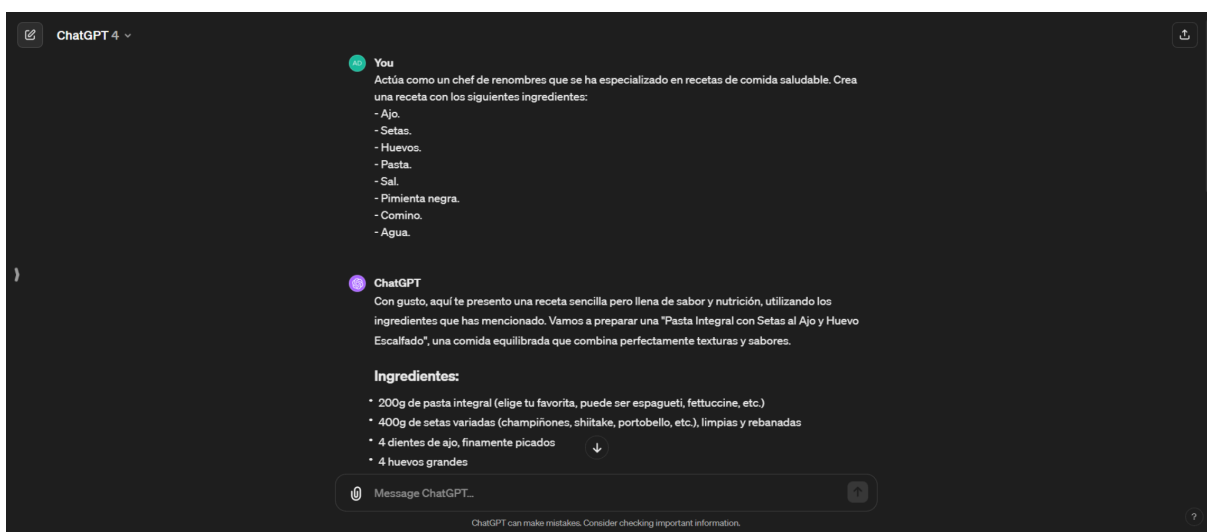 ChatGPT 4
AD
You
Actúa como un chef de renombres que se ha especializado en recetas de comida saludable. Crea
una receta con los siguientes ingredientes:
- Ajo.
- Setas.
- Huevos.
- Pasta.
- Sal.
- Pimienta negra.
- Comino.
- Agua.
ChatGPT
Con gusto, aquí te presento una receta sencilla pero llena de sabor y nutrición, utilizando los
ingredientes que has mencionado. Vamos a preparar una "Pasta Integral con Setas al Ajo y Huevo
Escalfado", una comida equilibrada que combina perfectamente texturas y sabores.
Ingredientes:
• 200g de pasta integral (elige tu favorita, puede ser espagueti, fettuccine, etc.)
• 400g de setas variadas (champiñones, shiitake, portobello, etc.), limpias y rebanadas
• 4 dientes de ajo, finamente picados
• 4 huevos grandes
Message ChatGPT...
ChatGPT can make mistakes. Consider checking important information.
?